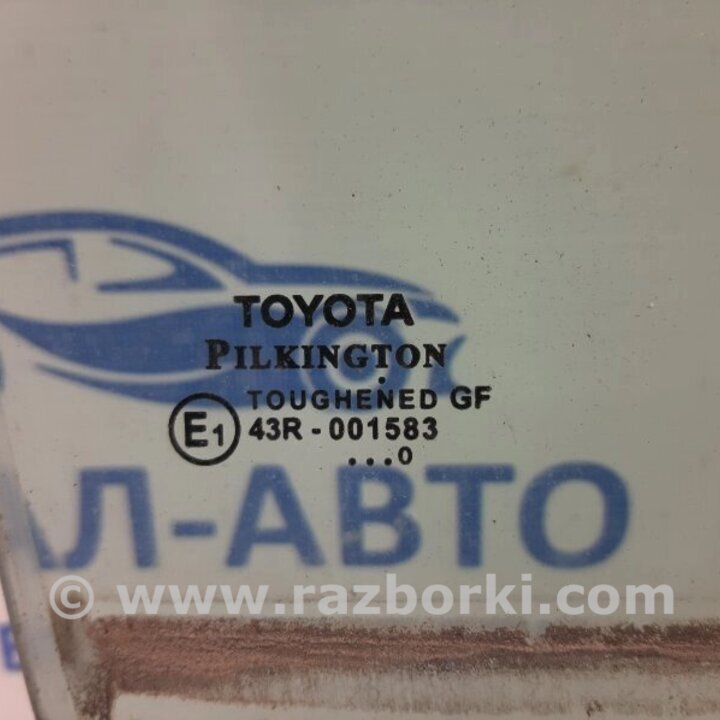 TOYOTA
PILKINGTON
TOUGHENED GF
E1 43R-001583
...0
АЛ-АВТО
© www.razborki.com